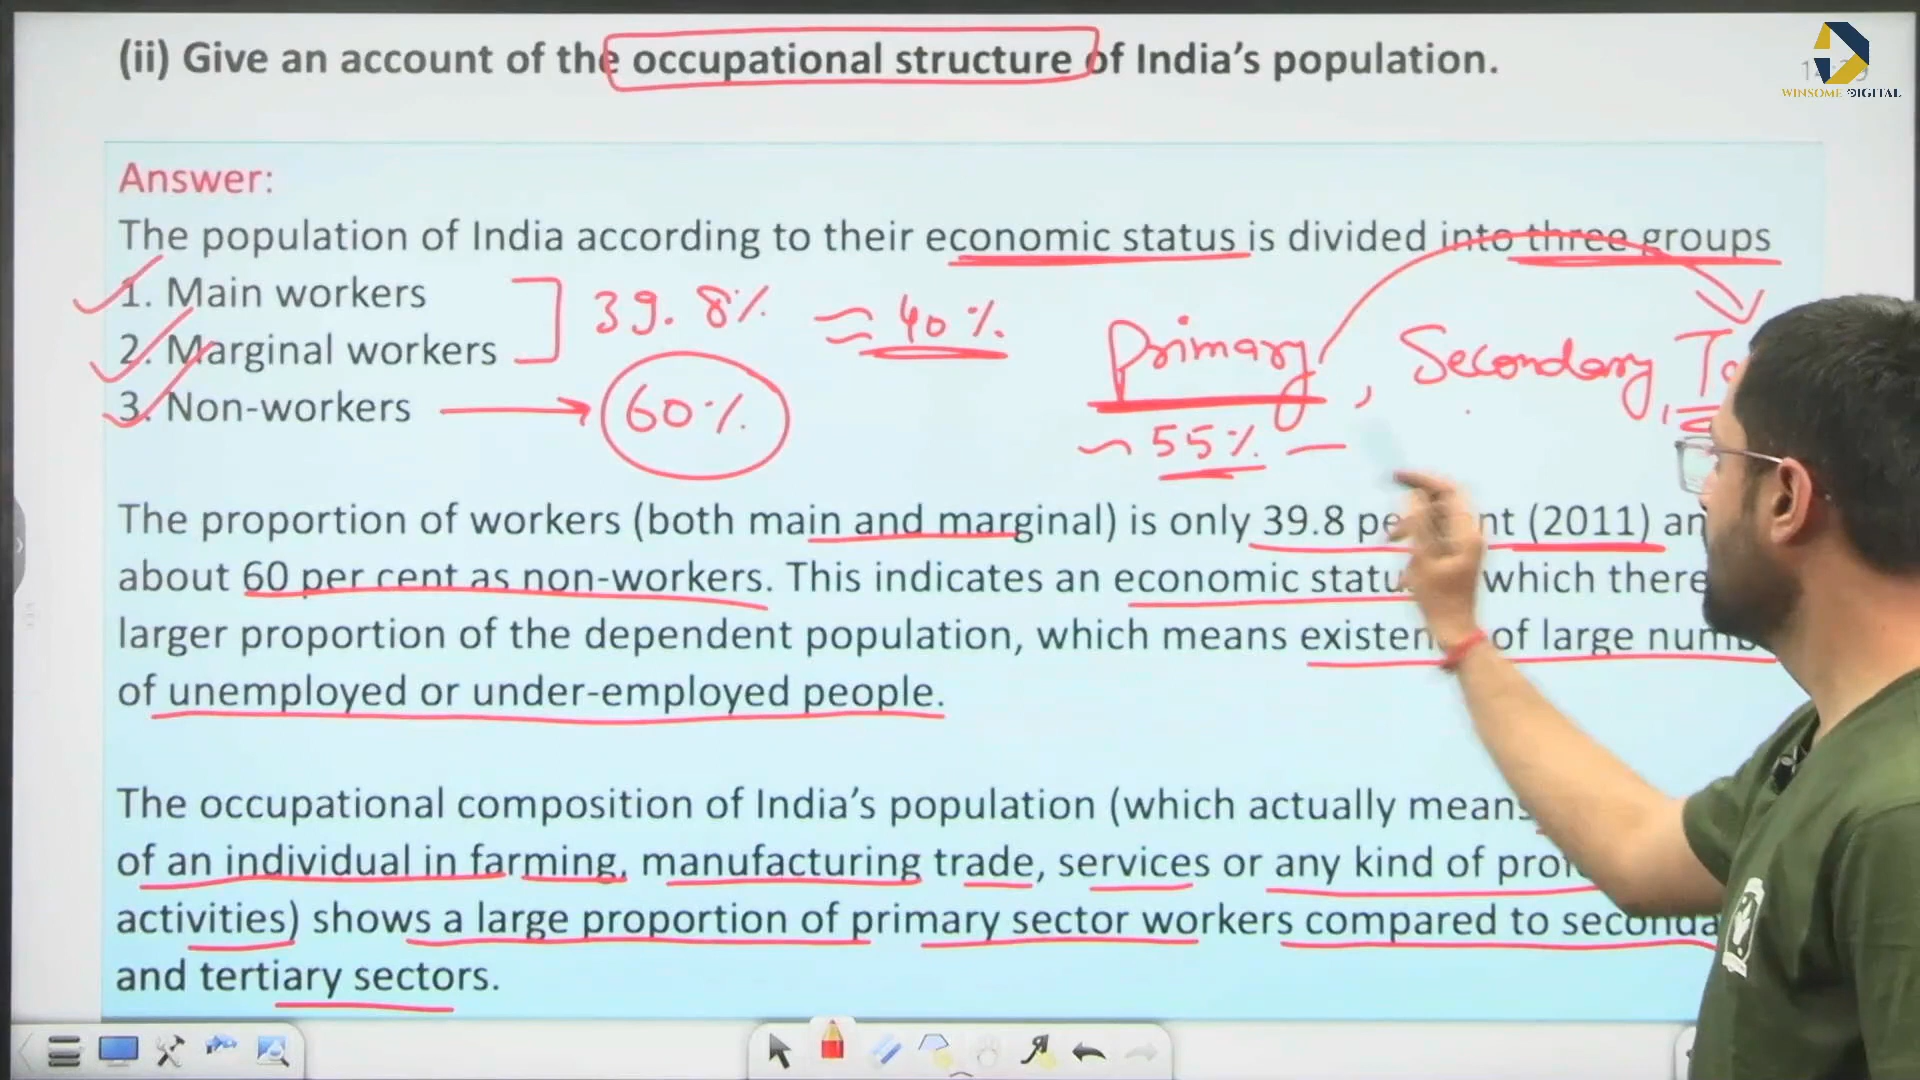 (ii) Give an account of the occupational structure of India's population.
WINSOME DIGITAL
Answer:
The population of India according to their economic status is divided into three groups
1. Main workers
39.8% ≈ 40%
2. Marginal workers
Primary, Secondary,
3. Non-workers → 60%
~ 55% –
The proportion of workers (both main and marginal) is only 39.8 (2011)
about 60 per cent as non-workers. This indicates an economic which there
larger proportion of the dependent population, which means of large
of unemployed or under-employed people.
The occupational composition of India's population (which actually means
of an individual in farming, manufacturing trade, services or any kind of
activities) shows a large proportion of primary sector workers compared to
and tertiary sectors.